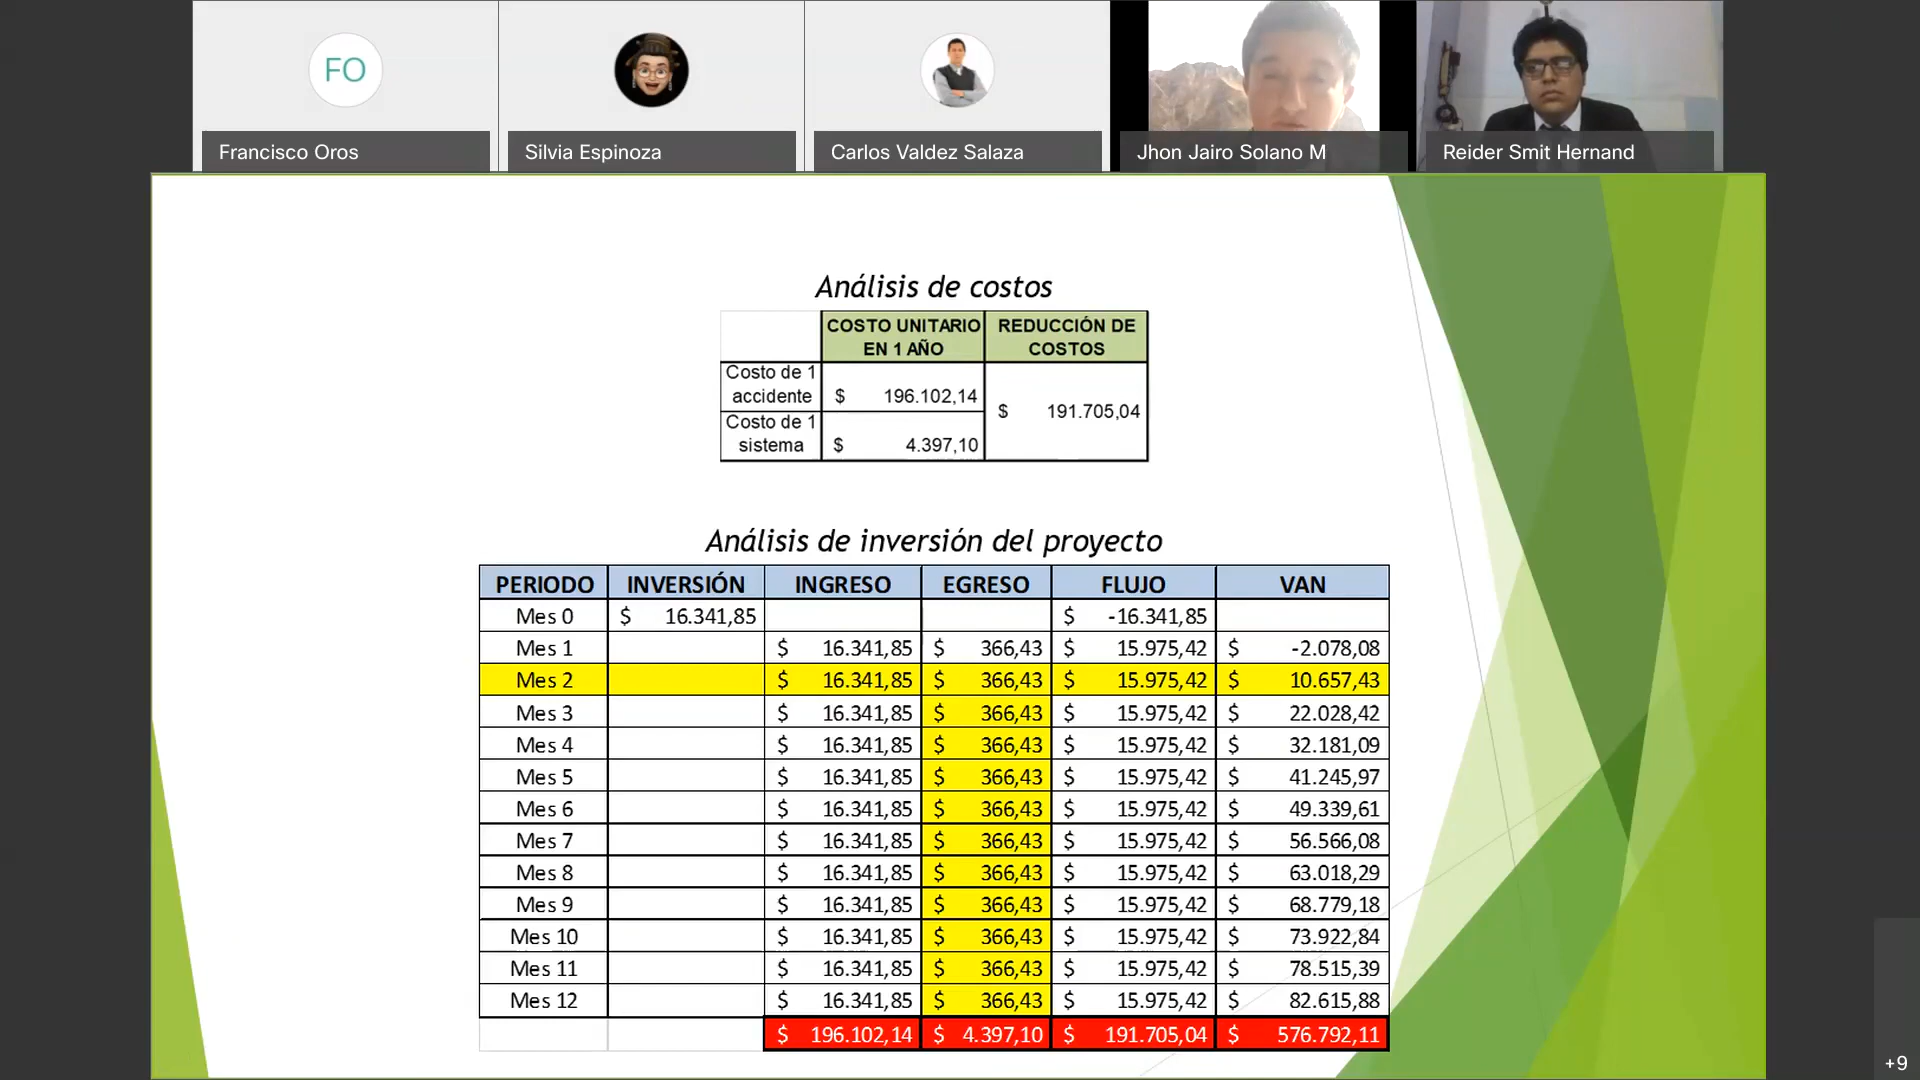 FO
Francisco Oros
Silvia Espinoza
Carlos Valdez Salaza
Jhon Jairo Solano M
Reider Smit Hernand
Análisis de costos
COSTO UNITARIO EN 1 AÑO REDUCCIÓN DE COSTOS
Costo de 1 accidente $ 196.102,14 $ 191.705,04
Costo de 1 sistema $ 4.397,10
Análisis de inversión del proyecto
PERIODO INVERSIÓN INGRESO EGRESO FLUJO VAN
Mes 0 $ 16.341,85 $ -16.341,85
Mes 1 $ 16.341,85 $ 366,43 $ 15.975,42 $ -2.078,08
Mes 2 $ 16.341,85 $ 366,43 $ 15.975,42 $ 10.657,43
Mes 3 $ 16.341,85 $ 366,43 $ 15.975,42 $ 22.028,42
Mes 4 $ 16.341,85 $ 366,43 $ 15.975,42 $ 32.181,09
Mes 5 $ 16.341,85 $ 366,43 $ 15.975,42 $ 41.245,97
Mes 6 $ 16.341,85 $ 366,43 $ 15.975,42 $ 49.339,61
Mes 7 $ 16.341,85 $ 366,43 $ 15.975,42 $ 56.566,08
Mes 8 $ 16.341,85 $ 366,43 $ 15.975,42 $ 63.018,29
Mes 9 $ 16.341,85 $ 366,43 $ 15.975,42 $ 68.779,18
Mes 10 $ 16.341,85 $ 366,43 $ 15.975,42 $ 73.922,84
Mes 11 $ 16.341,85 $ 366,43 $ 15.975,42 $ 78.515,39
Mes 12 $ 16.341,85 $ 366,43 $ 15.975,42 $ 82.615,88
$ 196.102,14 $ 4.397,10 $ 191.705,04 $ 576.792,11
+9